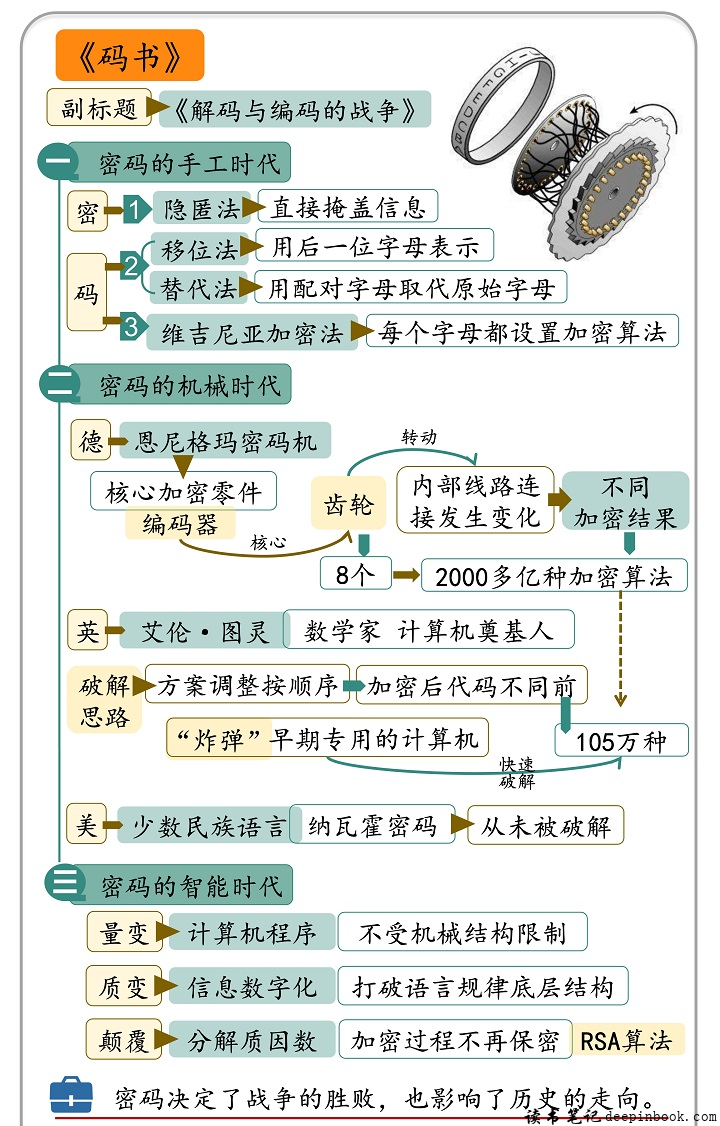 《码书》
副标题 《解码与编码的战争》
一 密码的手工时代
密 1 隐匿法 直接掩盖信息
码 2 移位法 用后一位字母表示
替代法 用配对字母取代原始字母
3 维吉尼亚加密法 每个字母都设置加密算法
二 密码的机械时代
德 恩尼格玛密码机
转动
核心加密零件
编码器
核心
齿轮
内部线路连
接发生变化
不同
加密结果
8个 2000多亿种加密算法
英 艾伦·图灵 数学家 计算机奠基人
破解
思路
方案调整按顺序 加密后代码不同前
“炸弹”早期专用的计算机 105万种
快速
破解
美 少数民族语言 纳瓦霍密码 从未被破解
三 密码的智能时代
量变 计算机程序 不受机械结构限制
质变 信息数字化 打破语言规律底层结构
颠覆 分解质因数 加密过程不再保密 RSA算法
密码决定了战争的胜败，也影响了历史的走向。
读书笔记deepinbook.com